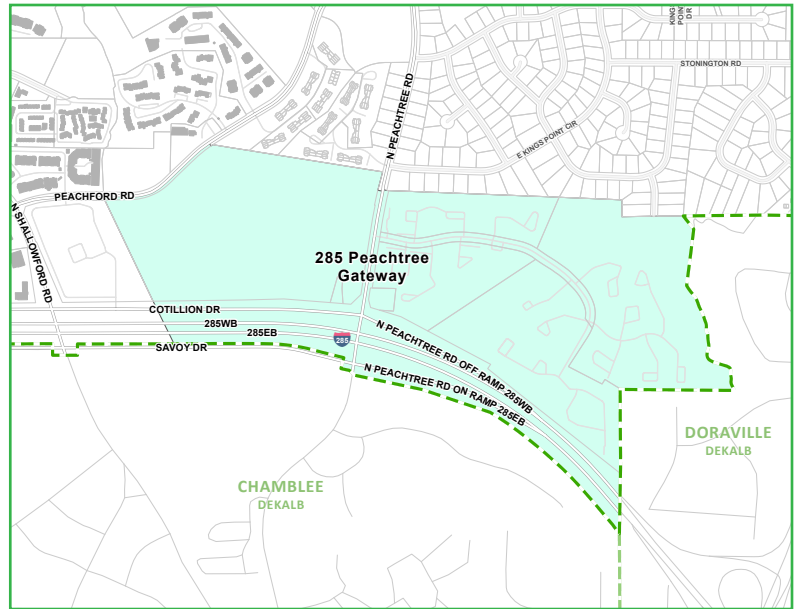 KINGS
POINT
DR
STONINGTON RD
N PEACHTREE RD
E KINGS POINT CIR
PEACHFORD RD
N SHALLOWFORD RD
285 Peachtree
Gateway
COTILLION DR
285WB
285EB
285
SAVOY DR
N PEACHTREE RD OFF RAMP 285WB
N PEACHTREE RD ON RAMP 285EB
DORAVILLE
DEKALB
CHAMBLEE
DEKALB